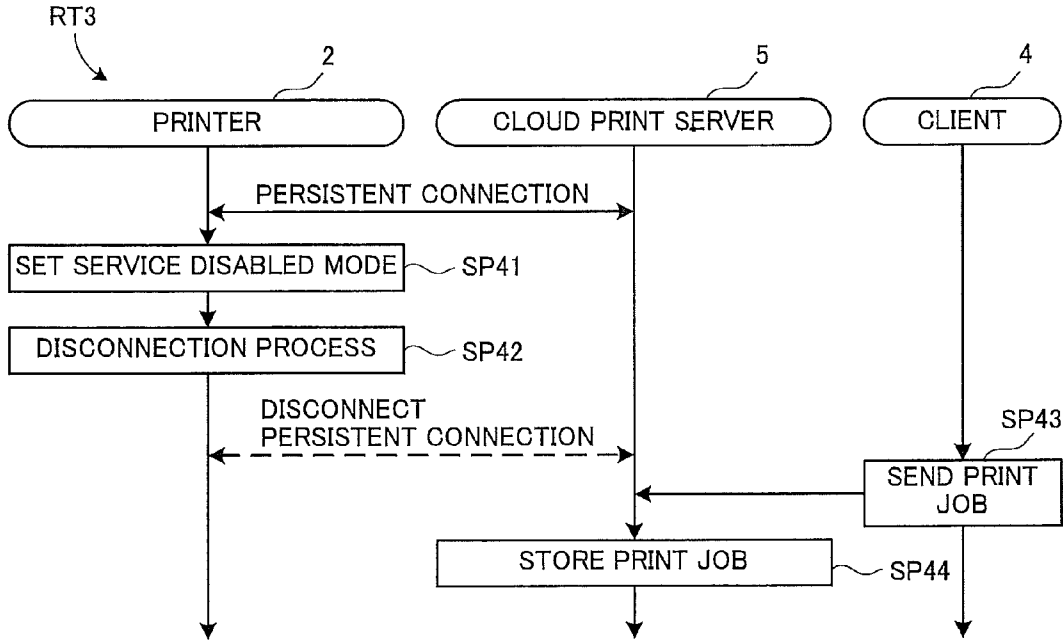 RT3
2
5
4
PRINTER
CLOUD PRINT SERVER
CLIENT
PERSISTENT CONNECTION
SET SERVICE DISABLED MODE
SP41
DISCONNECTION PROCESS
SP42
DISCONNECT
PERSISTENT CONNECTION
SP43
SEND PRINT
JOB
STORE PRINT JOB
SP44